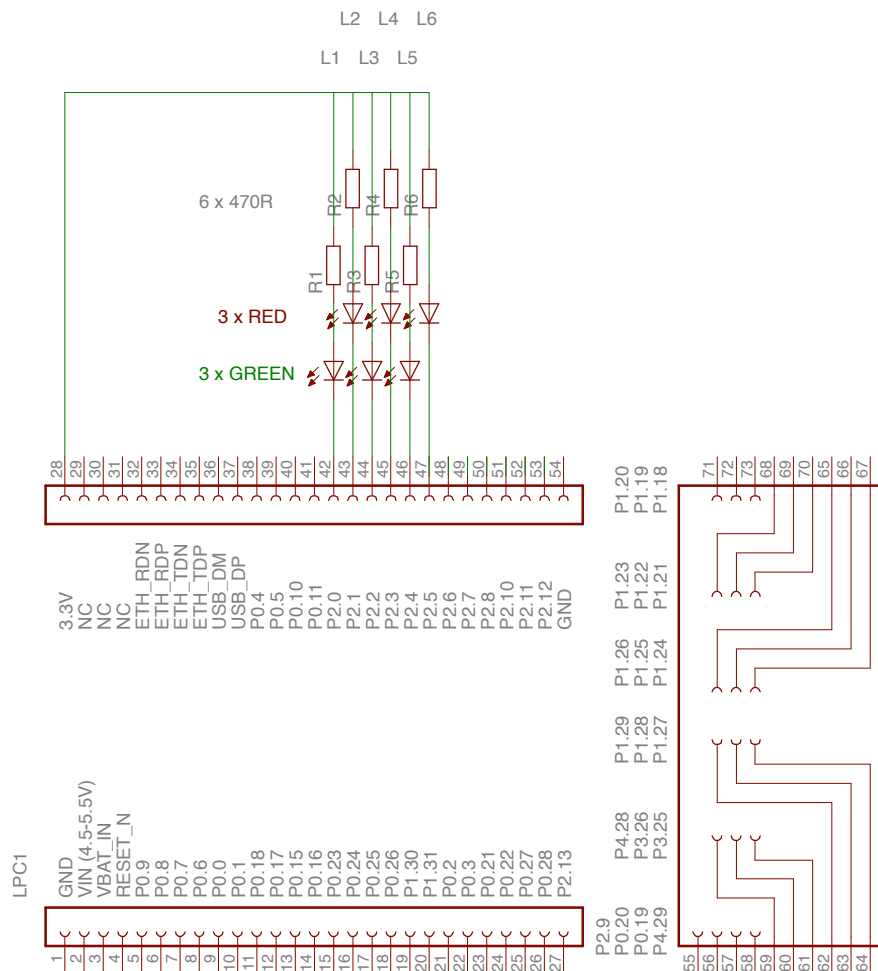 L2 L4 L6
L1 L3 L5
6 x 470R
R2 R4 R6
R1 R3 R5
3 x RED
3 x GREEN
28 29 30 31 32 33 34 35 36 37 38 39 40 41 42 43 44 45 46 47 48 49 50 51 52 53 54
3.3V
NC
NC
NC
ETH_RDN
ETH_RDP
ETH_TDN
ETH_TDP
USB_DM
USB_DP
P0.4
P0.5
P0.10
P0.11
P2.0
P2.1
P2.2
P2.3
P2.4
P2.5
P2.6
P2.7
P2.8
P2.10
P2.11
P2.12
GND
LPC1
GND
VIN (4.5-5.5V)
VBAT_IN
RESET_N
P0.9
P0.8
P0.7
P0.6
P0.0
P0.1
P0.18
P0.17
P0.15
P0.16
P0.23
P0.24
P0.25
P0.26
P1.30
P1.31
P0.2
P0.3
P0.21
P0.22
P0.27
P0.28
P2.13
1 2 3 4 5 6 7 8 9 10 11 12 13 14 15 16 17 18 19 20 21 22 23 24 25 26 27
71 72 73 68 69 70 65 66 67
P1.20
P1.19
P1.18
P1.23
P1.22
P1.21
P1.26
P1.25
P1.24
P1.29
P1.28
P1.27
P4.28
P3.26
P3.25
P2.9
P0.20
P0.19
P4.29
55 56 57 58 59 60 61 62 63 64